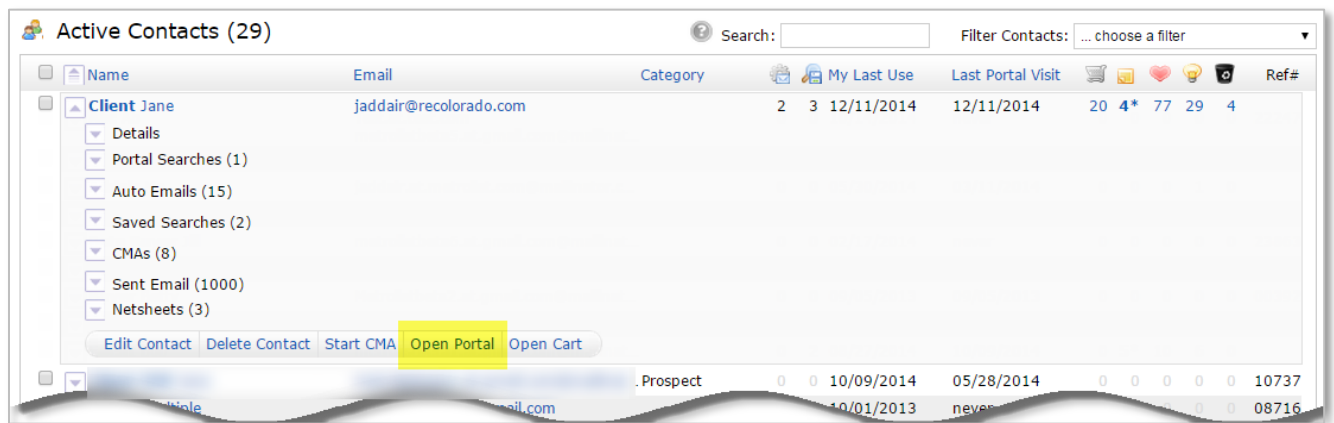 Active Contacts (29) Search: Filter Contacts: ... choose a filter
Name Email Category My Last Use Last Portal Visit Ref#
Client Jane jaddair@recolorado.com 2 3 12/11/2014 12/11/2014 20 4* 77 29 4
Details
Portal Searches (1)
Auto Emails (15)
Saved Searches (2)
CMAs (8)
Sent Email (1000)
Netsheets (3)
Edit Contact Delete Contact Start CMA Open Portal Open Cart
Prospect 0 0 10/09/2014 05/28/2014 0 0 0 0 0 10737
10/01/2013 never 0 0 08716